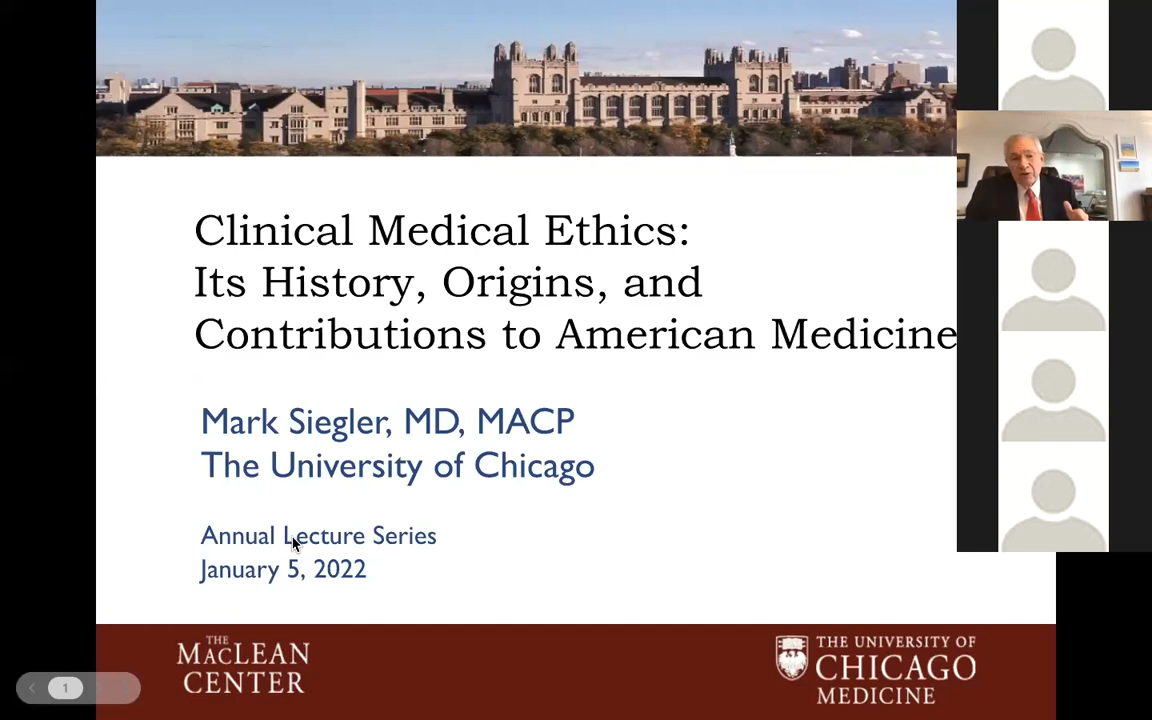 Clinical Medical Ethics:
Its History, Origins, and
Contributions to American Medicine
Mark Siegler, MD, MACP
The University of Chicago
Annual Lecture Series
January 5, 2022
THE
MACLEAN
CENTER
THE UNIVERSITY OF
CHICAGO
MEDICINE
1